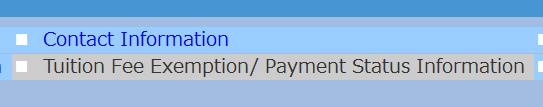 Contact Information
Tuition Fee Exemption/ Payment Status Information